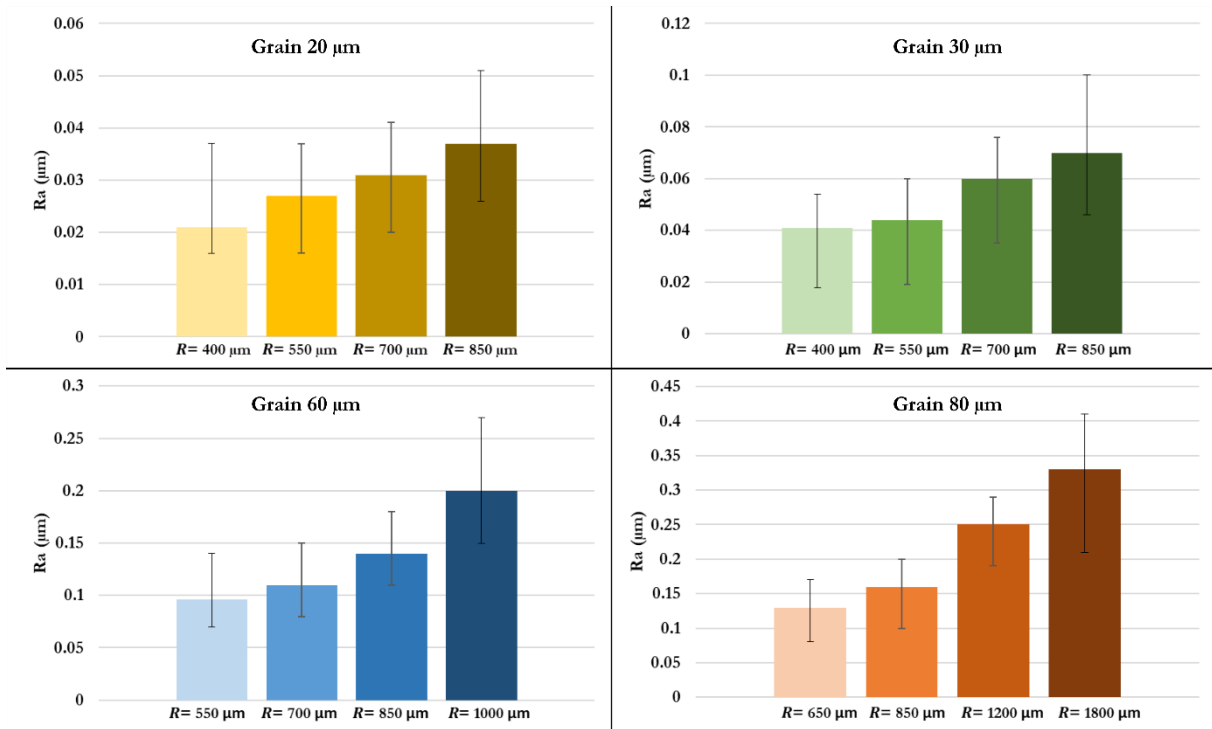 Grain 20 µm
0.06
0.05
0.04
0.03
0.02
0.01
0
Ra (µm)
R= 400 µm R= 550 µm R= 700 µm R= 850 µm
Grain 30 µm
0.12
0.1
0.08
0.06
0.04
0.02
0
Ra (µm)
R= 400 µm R= 550 µm R= 700 µm R= 850 µm
Grain 60 µm
0.3
0.25
0.2
0.15
0.1
0.05
0
Ra (µm)
R= 550 µm R= 700 µm R= 850 µm R= 1000 µm
Grain 80 µm
0.45
0.4
0.35
0.3
0.25
0.2
0.15
0.1
0.05
0
Ra (µm)
R= 650 µm R= 850 µm R= 1200 µm R= 1800 µm